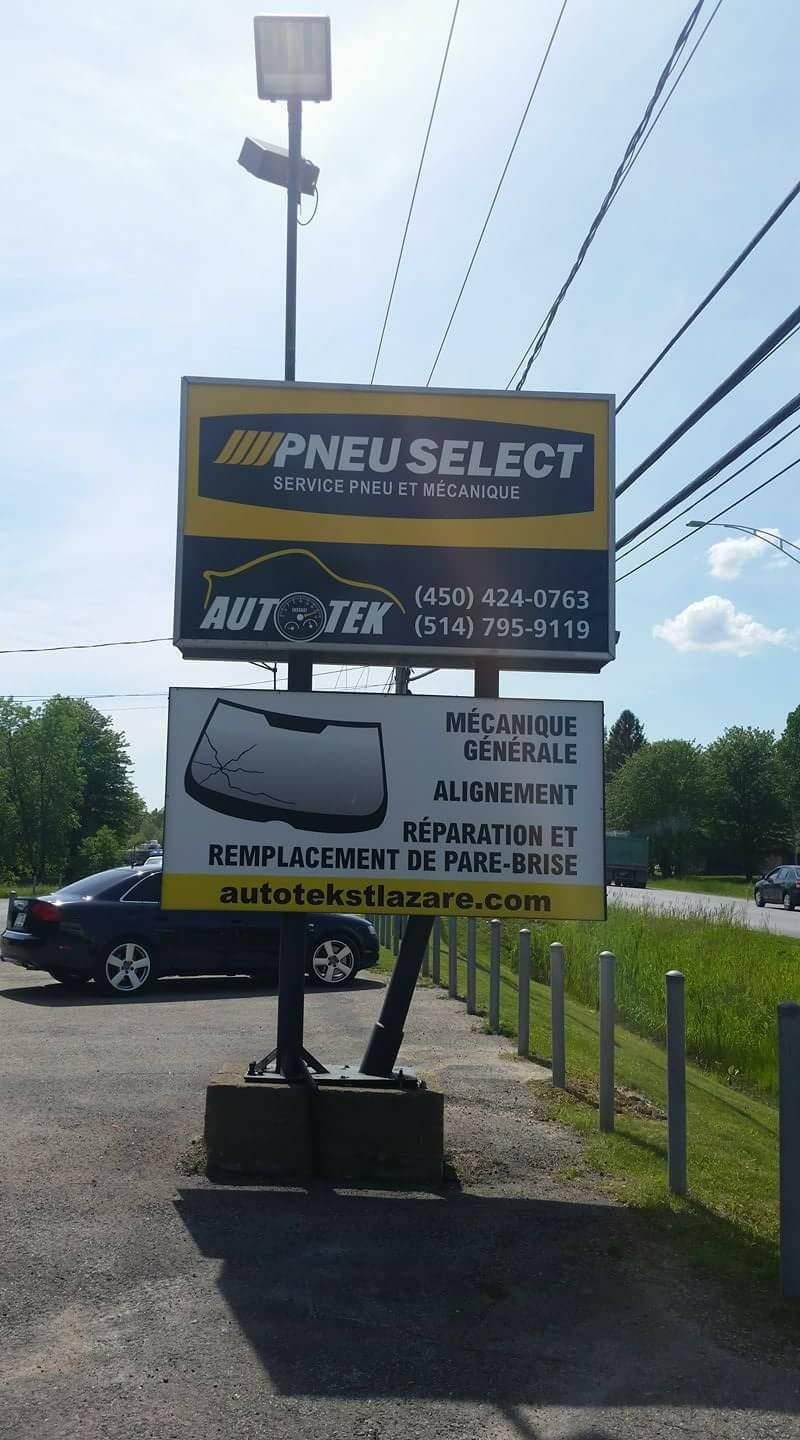 PNEU SELECT
SERVICE PNEU ET MÉCANIQUE
AUTOTEK
(450) 424-0763
(514) 795-9119
MÉCANIQUE
GÉNÉRALE
ALIGNEMENT
RÉPARATION ET
REMPLACEMENT DE PARE-BRISE
autotekstlazare.com